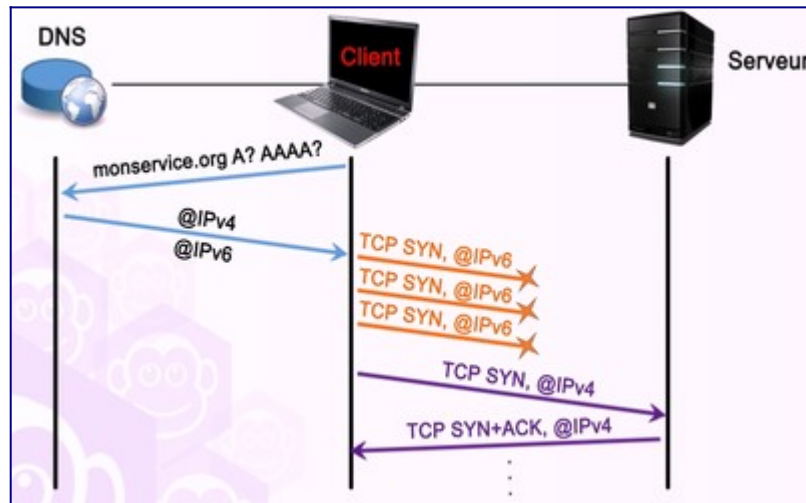 DNS
Client
Serveur
monservice.org A? AAAA?
@IPv4
@IPv6
TCP SYN, @IPv6
TCP SYN, @IPv6
TCP SYN, @IPv6
TCP SYN, @IPv4
TCP SYN+ACK, @IPv4